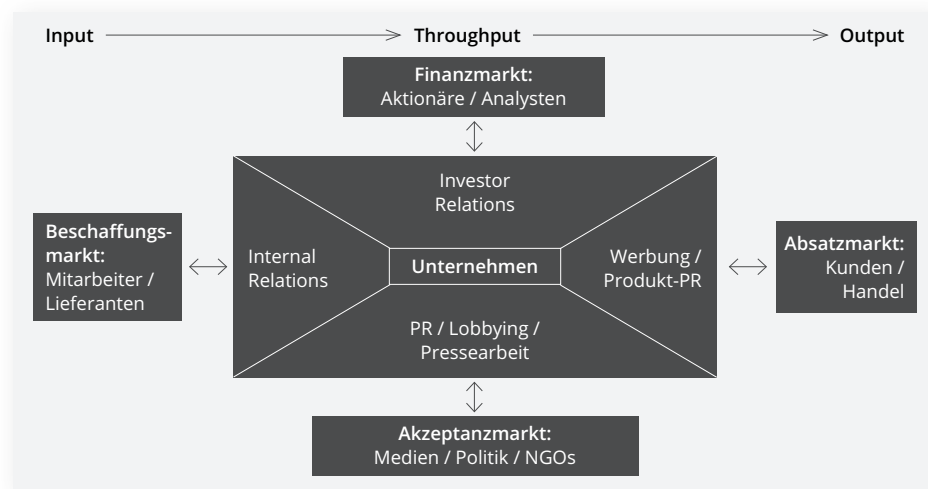 Input
Throughput
Output
Finanzmarkt:
Aktionäre / Analysten
Investor
Relations
Beschaffungs-
markt:
Mitarbeiter /
Lieferanten
Internal
Relations
Unternehmen
Werbung /
Produkt-PR
Absatzmarkt:
Kunden /
Handel
PR / Lobbying /
Pressearbeit
Akzeptanzmarkt:
Medien / Politik / NGOs